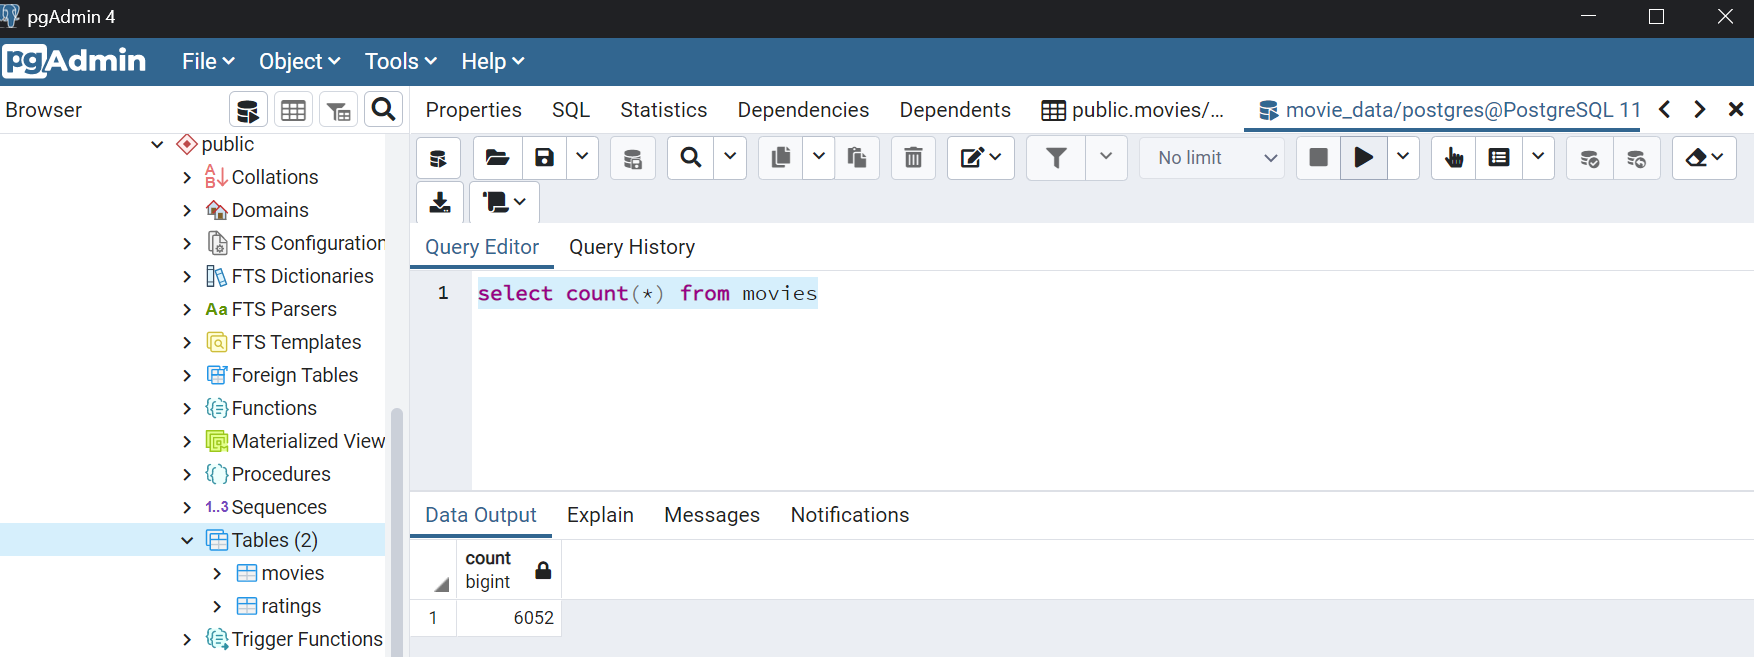 pgAdmin 4
pgAdmin File Object Tools Help
Browser
Properties SQL Statistics Dependencies Dependents public.movies/... movie_data/postgres@PostgreSQL 11
public
Collations
Domains
FTS Configuration
FTS Dictionaries
Aa FTS Parsers
FTS Templates
Foreign Tables
Functions
Materialized View
Procedures
1..3 Sequences
Tables (2)
movies
ratings
Trigger Functions
No limit
Query Editor Query History
1 select count(*) from movies
Data Output Explain Messages Notifications
count
bigint
1 6052